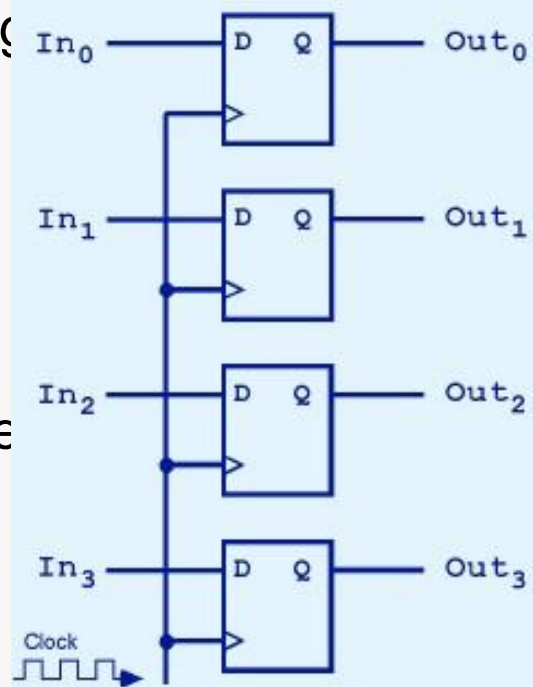 In0 D Q Out0
In1 D Q Out1
In2 D Q Out2
In3 D Q Out3
Clock